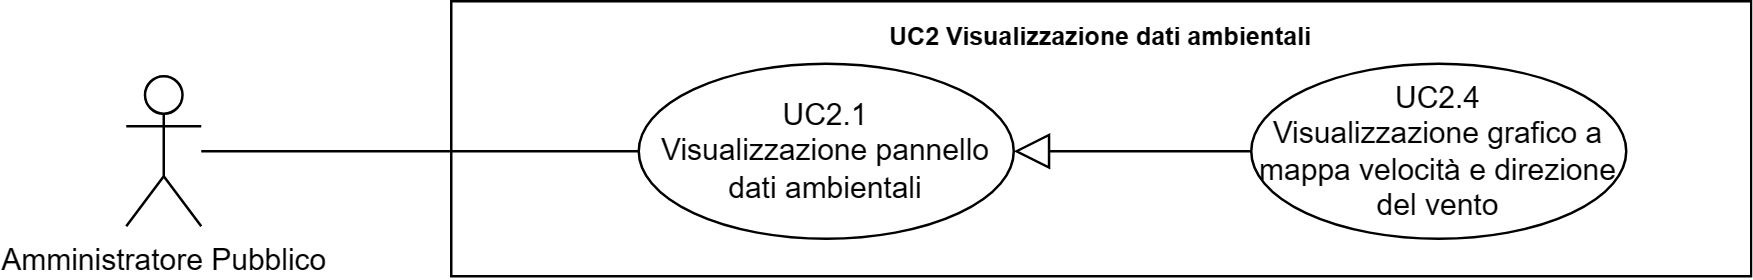 UC2 Visualizzazione dati ambientali
UC2.1
Visualizzazione pannello
dati ambientali
UC2.4
Visualizzazione grafico a
mappa velocità e direzione
del vento
Amministratore Pubblico